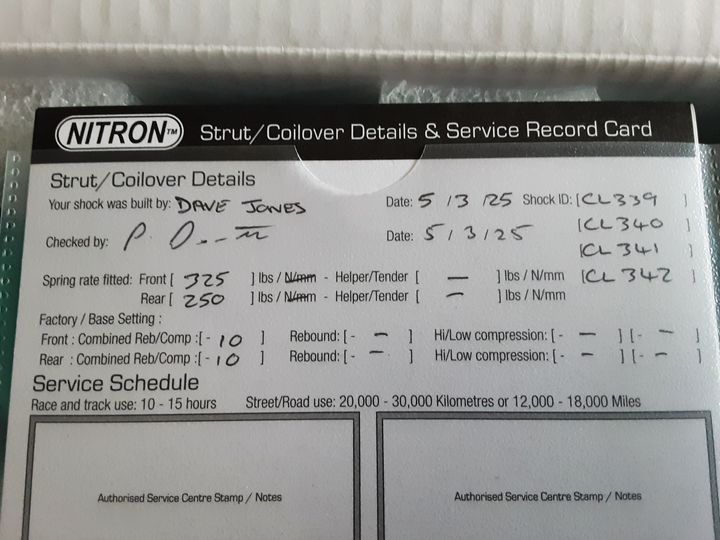 NITRON™ Strut/Coilover Details & Service Record Card
Strut/Coilover Details
Your shock was built by: DAVE JONES Date: 5 / 3 / 25 Shock ID: [CL339 ]
Checked by: P. Date: 5 / 3 / 25 [CL340 ]
[CL341 ]
Spring rate fitted: Front [ 325 ] lbs / N/mm - Helper/Tender [ — ] lbs / N/mm [CL342 ]
Rear [ 250 ] lbs / N/mm - Helper/Tender [ — ] lbs / N/mm
Factory / Base Setting :
Front : Combined Reb/Comp :[ - 10 ] Rebound: [ - — ] Hi/Low compression: [ - — ] [ - — ]
Rear : Combined Reb/Comp :[ - 10 ] Rebound: [ - — ] Hi/Low compression: [ - — ] [ - — ]
Service Schedule
Race and track use: 10 - 15 hours Street/Road use: 20,000 - 30,000 Kilometres or 12,000 - 18,000 Miles
Authorised Service Centre Stamp / Notes Authorised Service Centre Stamp / Notes